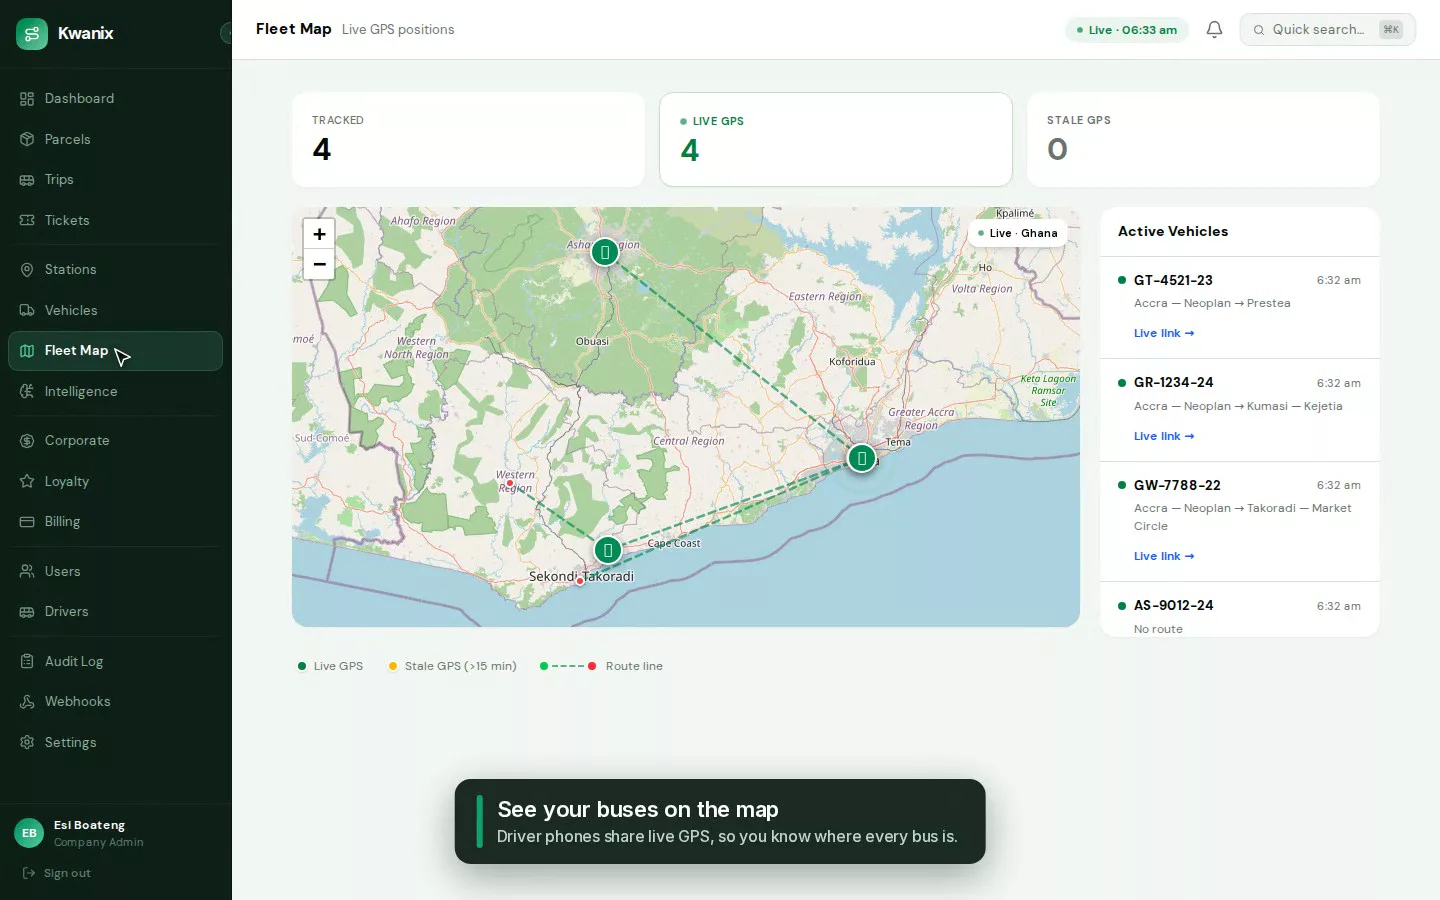 Kwanix
Fleet Map Live GPS positions
Live · 06:33 am
Quick search... ⌘K
Dashboard
Parcels
Trips
Tickets
Stations
Vehicles
Fleet Map
Intelligence
Corporate
Loyalty
Billing
Users
Drivers
Audit Log
Webhooks
Settings
EB
Esi Boateng
Company Admin
Sign out
TRACKED
4
LIVE GPS
4
STALE GPS
0
+
−
Ahafo Region
Kpalimé
Live · Ghana
Ho
Volta Region
Eastern Region
Obuasi
Western
North Region
Koforidua
Keta Lagoon
Ramsar
Site
Greater Accra
Region
Sud-Comoé
Central Region
Tema
Western
Region
Cape Coast
Sekondi-Takoradi
Live GPS
Stale GPS (>15 min)
Route line
Active Vehicles
GT-4521-23 6:32 am
Accra — Neoplan → Prestea
Live link →
GR-1234-24 6:32 am
Accra — Neoplan → Kumasi — Kejetia
Live link →
GW-7788-22 6:32 am
Accra — Neoplan → Takoradi — Market
Circle
Live link →
AS-9012-24 6:32 am
No route
See your buses on the map
Driver phones share live GPS, so you know where every bus is.